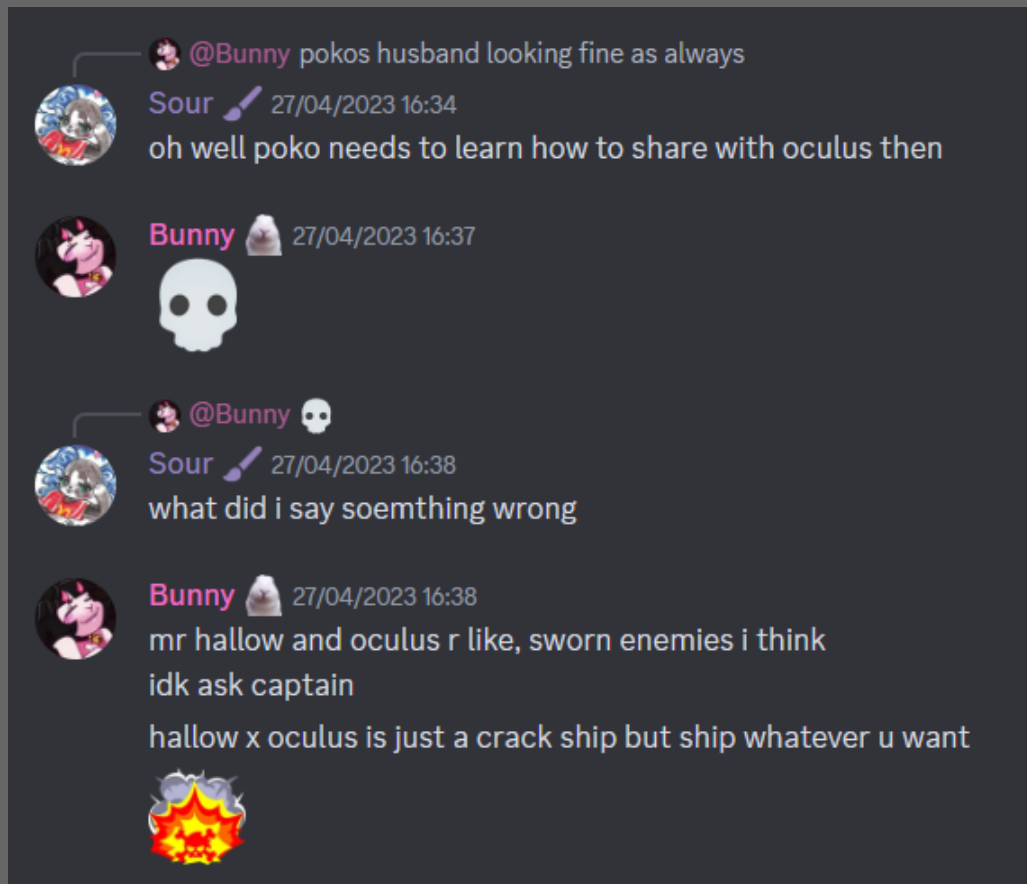 @Bunny pokos husband looking fine as always
Sour 27/04/2023 16:34
oh well poko needs to learn how to share with oculus then
Bunny 27/04/2023 16:37
@Bunny 💀
Sour 27/04/2023 16:38
what did i say soemthing wrong
Bunny 27/04/2023 16:38
mr hallow and oculus r like, sworn enemies i think
idk ask captain
hallow x oculus is just a crack ship but ship whatever u want